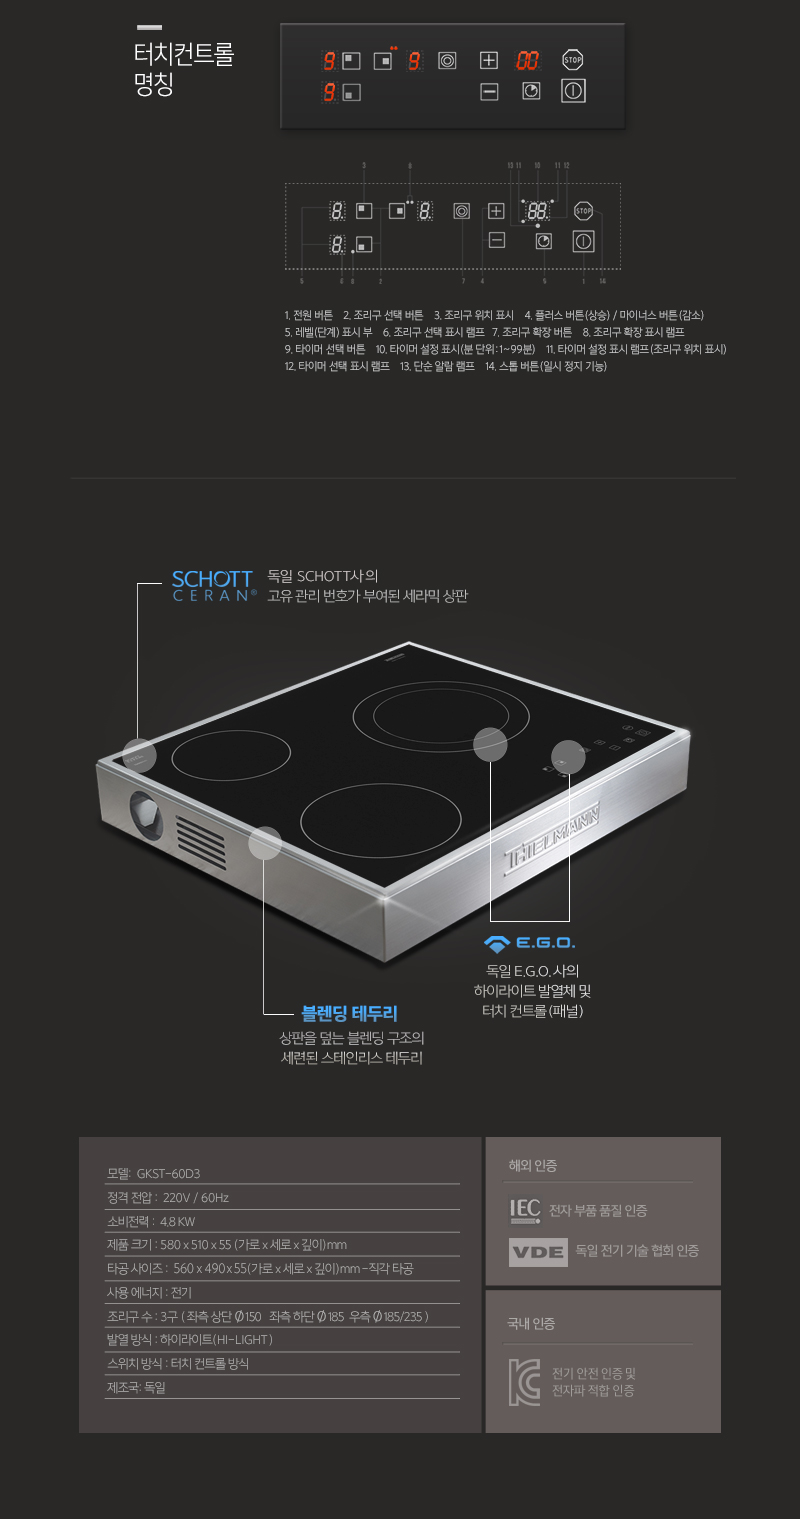 터치컨트롤
명칭
9 9 00 STOP
9
3 8 13 11 10 11 12
8. 8. 88. STOP
8.
5 6 8 2 7 4 9 1 14
1. 전원 버튼 2. 조리구 선택 버튼 3. 조리구 위치 표시 4. 플러스 버튼(상승) / 마이너스 버튼(감소)
5. 레벨(단계) 표시 부 6. 조리구 선택 표시 램프 7. 조리구 확장 버튼 8. 조리구 확장 표시 램프
9. 타이머 선택 버튼 10. 타이머 설정 표시(분 단위:1~99분) 11. 타이머 설정 표시 램프(조리구 위치 표시)
12. 타이머 선택 표시 램프 13. 단순 알람 램프 14. 스톱 버튼(일시 정지 기능)
SCHOTT
CERAN®
독일 SCHOTT사의
고유 관리 번호가 부여된 세라믹 상판
THIELMANN
E.G.O.
독일 E.G.O.사의
하이라이트 발열체 및
터치 컨트롤(패널)
블렌딩 테두리
상판을 덮는 블렌딩 구조의
세련된 스테인리스 테두리
모델: GKST-60D3
정격 전압 : 220V / 60Hz
소비전력 : 4.8 KW
제품 크기 : 580 x 510 x 55 (가로 x 세로 x 깊이)mm
타공 사이즈 : 560 x 490 x 55(가로 x 세로 x 깊이)mm -직각 타공
사용 에너지 : 전기
조리구 수 : 3구 ( 좌측 상단 Ø150 좌측 하단 Ø185 우측 Ø185/235 )
발열 방식 : 하이라이트(HI-LIGHT)
스위치 방식 : 터치 컨트롤 방식
제조국: 독일
해외 인증
IEC 전자 부품 품질 인증
VDE 독일 전기 기술 협회 인증
국내 인증
전기 안전 인증 및
전자파 적합 인증